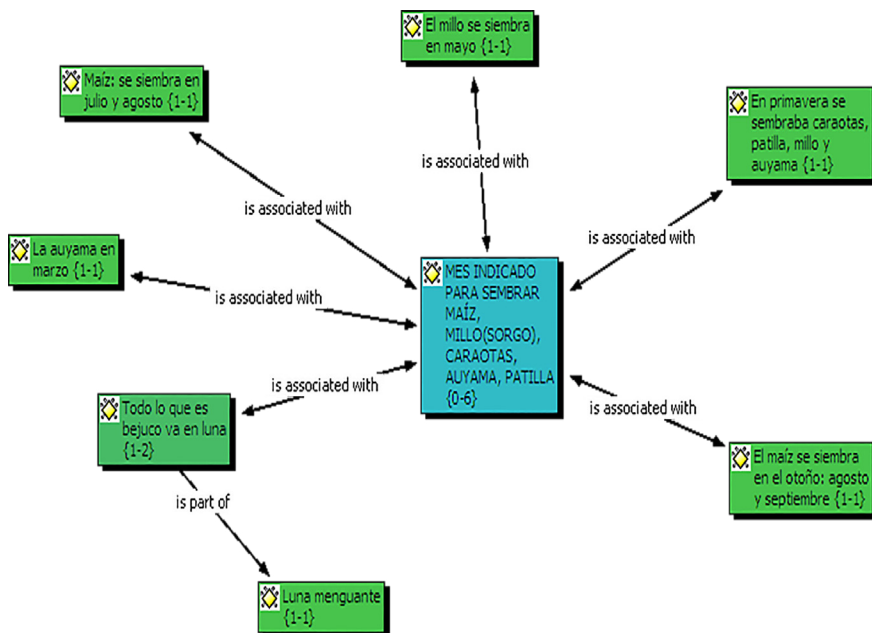 El millo se siembra
en mayo {1-1}
Maíz: se siembra en
julio y agosto {1-1}
En primavera se
sembraba caraotas,
patilla, millo y
auyama {1-1}
is associated with
is associated with
is associated with
La auyama en
marzo {1-1}
is associated with
MES INDICADO
PARA SEMBRAR
MAÍZ,
MILLO(SORGO),
CARAOTAS,
AUYAMA, PATILLA
{0-6}
is associated with
is associated with
Todo lo que es
bejuco va en luna
{1-2}
El maíz se siembra
en el otoño: agosto
y septiembre {1-1}
is part of
Luna menguante
{1-1}